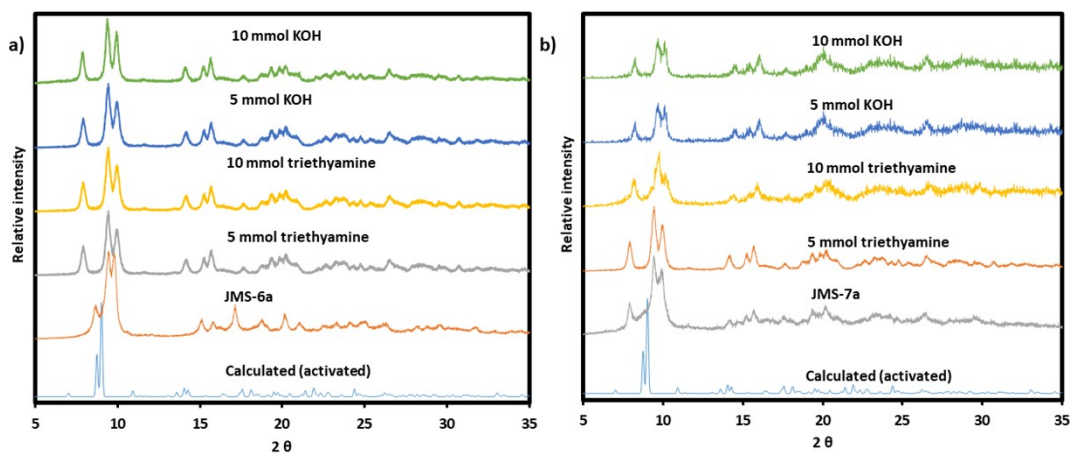 a)
Relative intensity
10 mmol KOH
5 mmol KOH
10 mmol triethyamine
5 mmol triethyamine
JMS-6a
Calculated (activated)
5 10 15 20 25 30 35
2 θ
b)
Relative intensity
10 mmol KOH
5 mmol KOH
10 mmol triethyamine
5 mmol triethyamine
JMS-7a
Calculated (activated)
5 10 15 20 25 30 35
2 θ